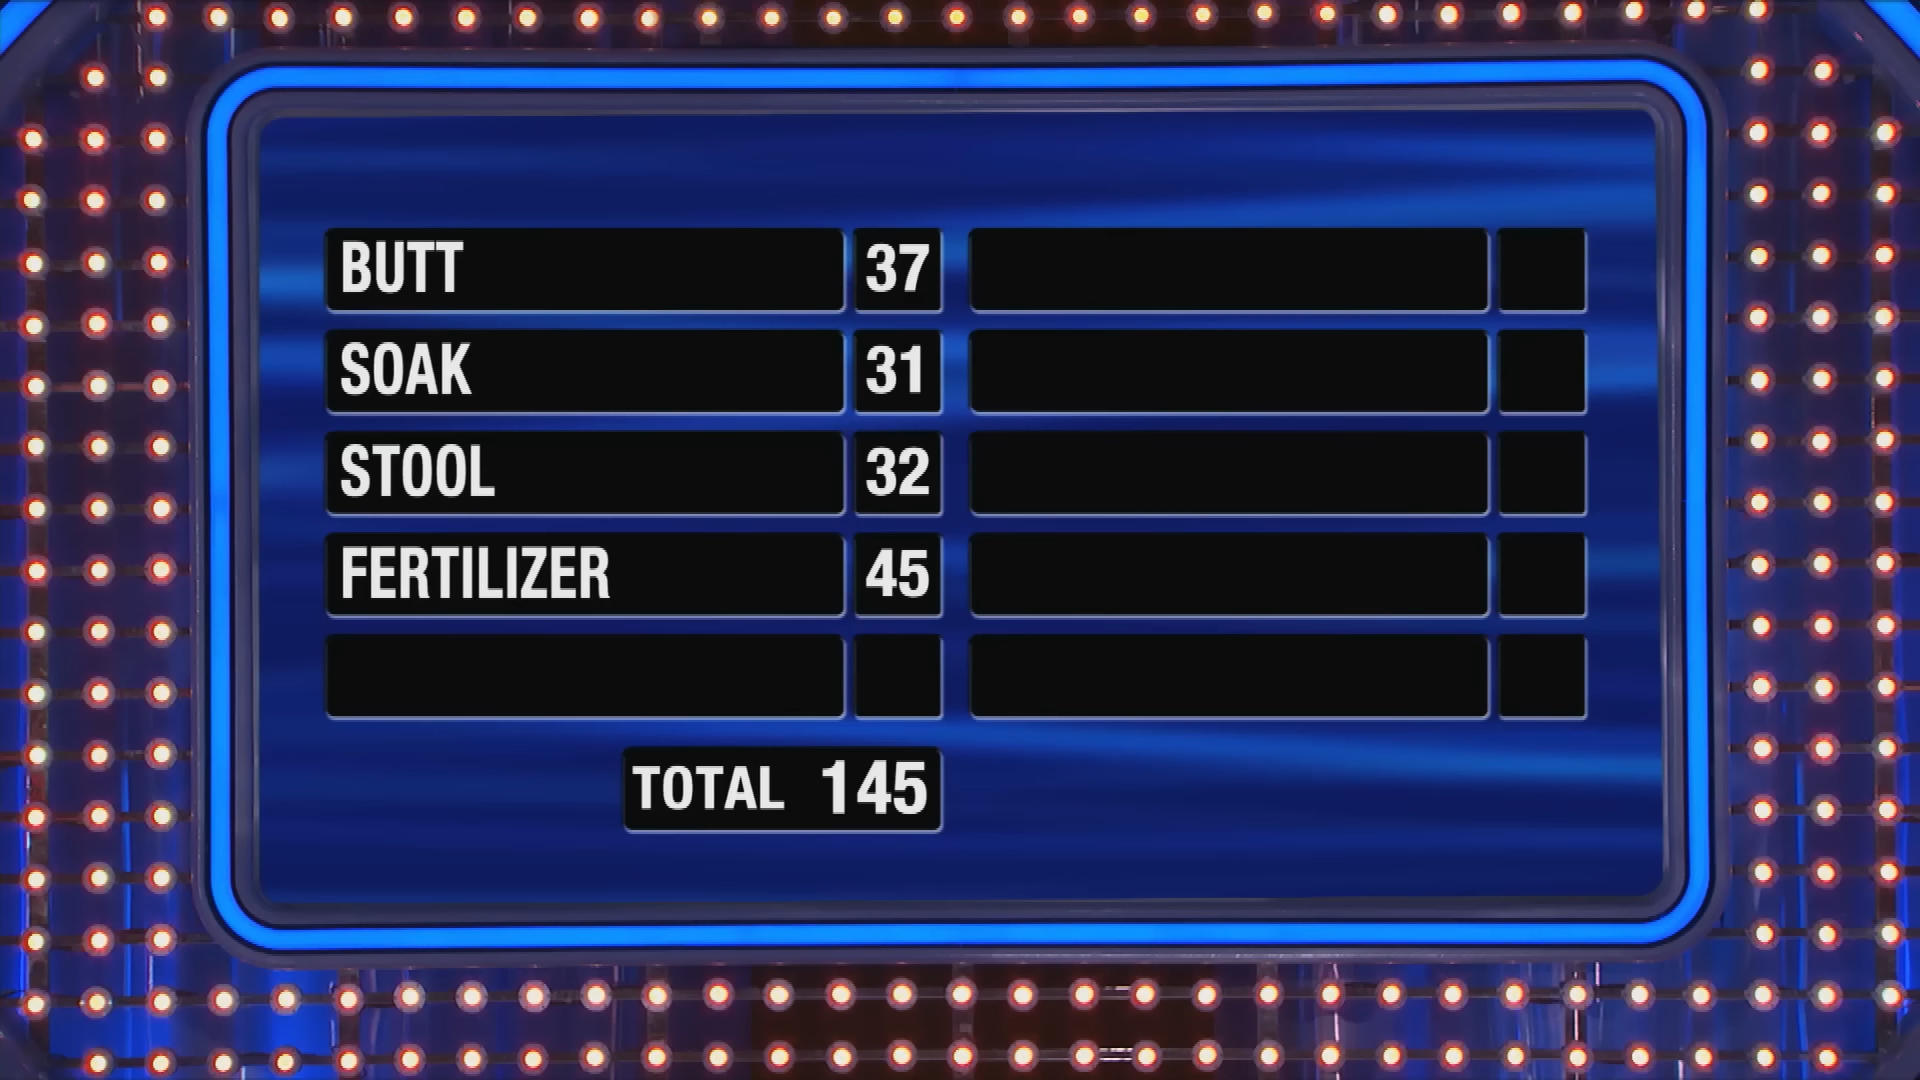 BUTT 37
SOAK 31
STOOL 32
FERTILIZER 45
TOTAL 145